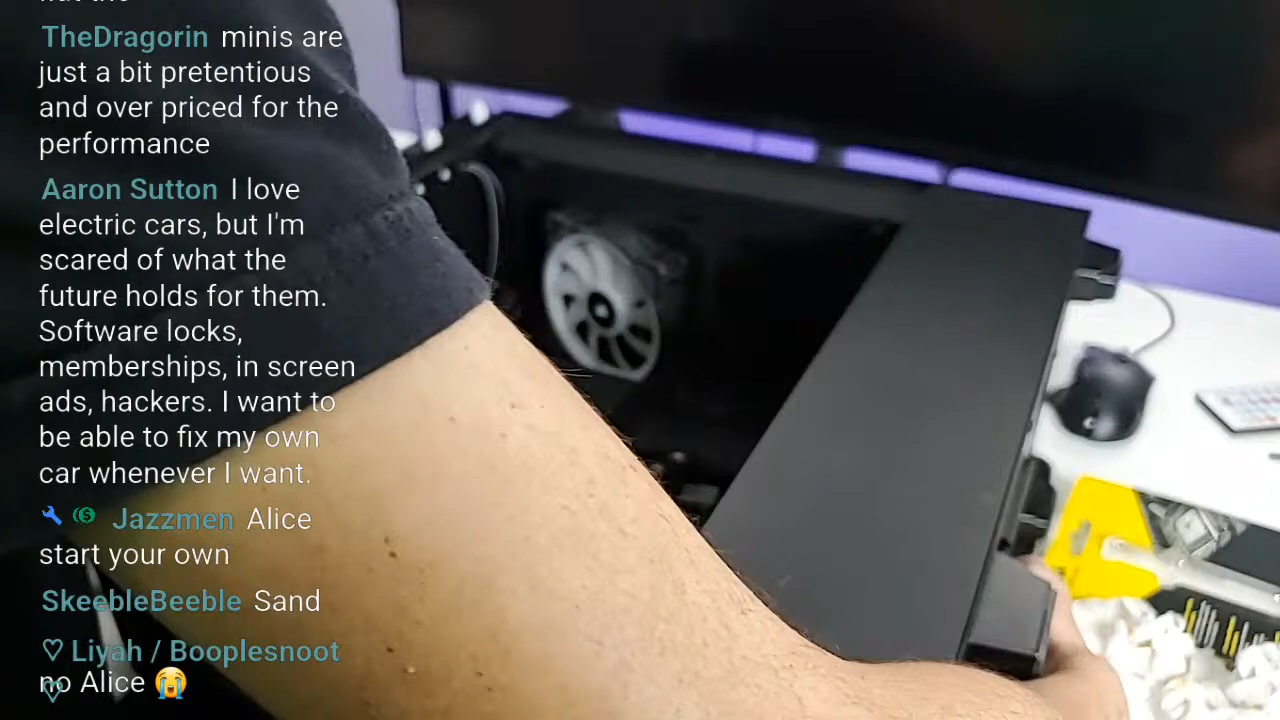 TheDragorin minis are
just a bit pretentious
and over priced for the
performance
Aaron Sutton I love
electric cars, but I'm
scared of what the
future holds for them.
Software locks,
memberships, in screen
ads, hackers. I want to
be able to fix my own
car whenever I want.
Jazzmen Alice
start your own
SkeebleBeeble Sand
♡ Liyah / Booplesnoot
♡ no Alice 😭